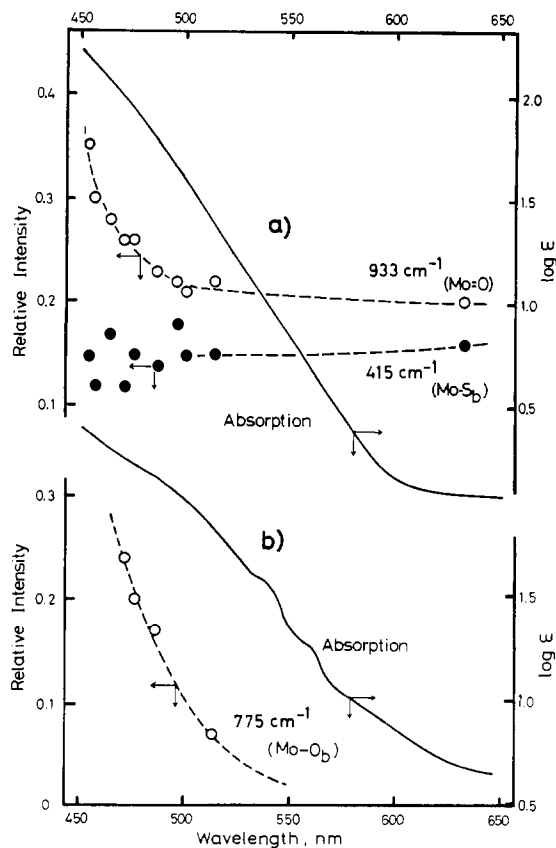 450 500 550 600 650
0.4
0.3
0.2
0.1
Relative Intensity
2.0
1.5
1.0
0.5
log ε
a)
933 cm⁻¹
(Mo=O)
415 cm⁻¹
(Mo-S_b)
Absorption
0.3
0.2
0.1
0
Relative Intensity
1.5
1.0
0.5
log ε
b)
Absorption
775 cm⁻¹
(Mo-O_b)
450 500 550 600 650
Wavelength, nm